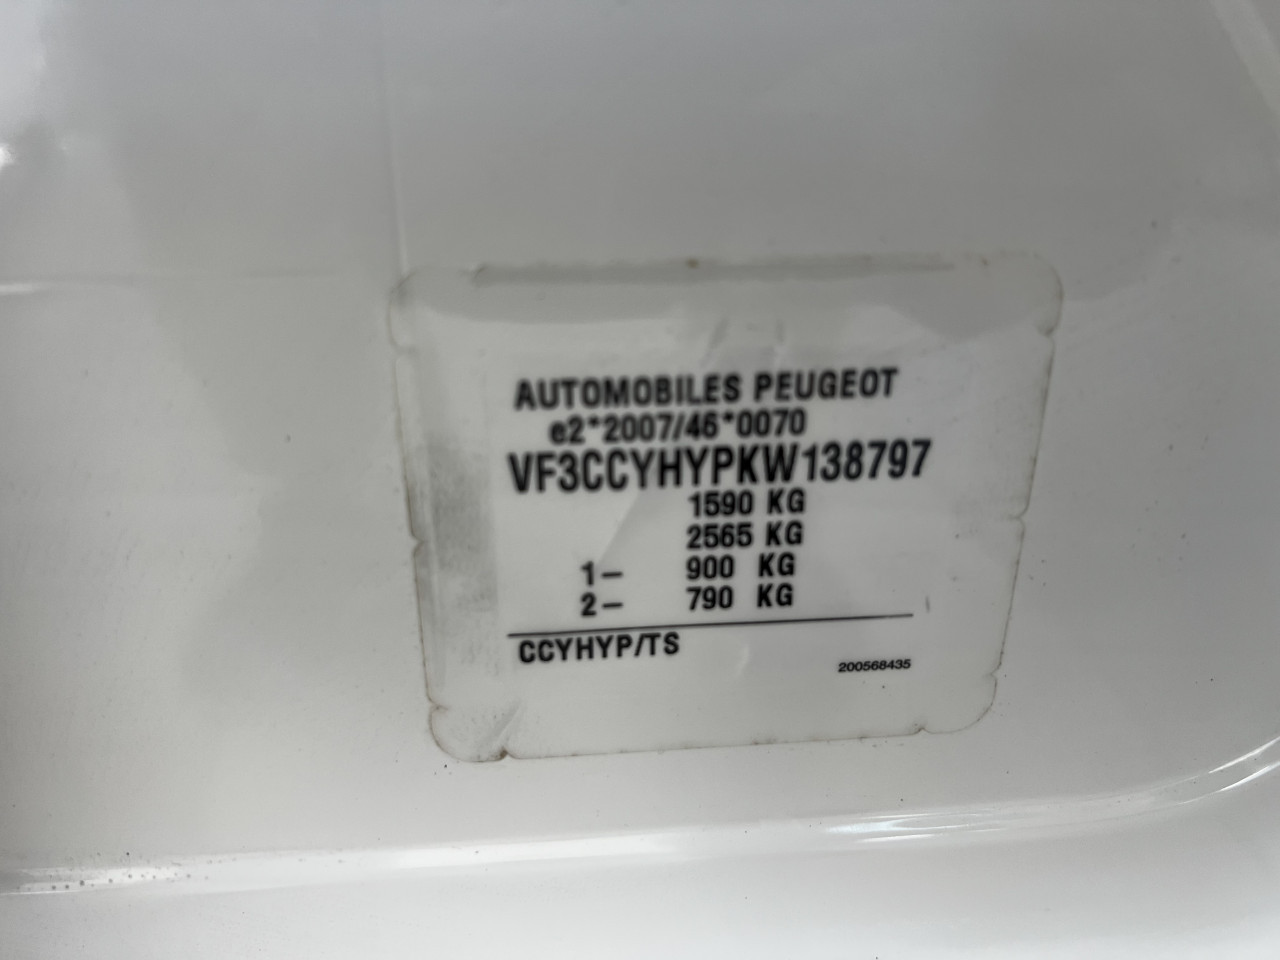 AUTOMOBILES PEUGEOT
e2*2007/46*0070
VF3CCYHYPKW138797
1590 KG
2565 KG
1- 900 KG
2- 790 KG
CCYHYP/TS
200568435